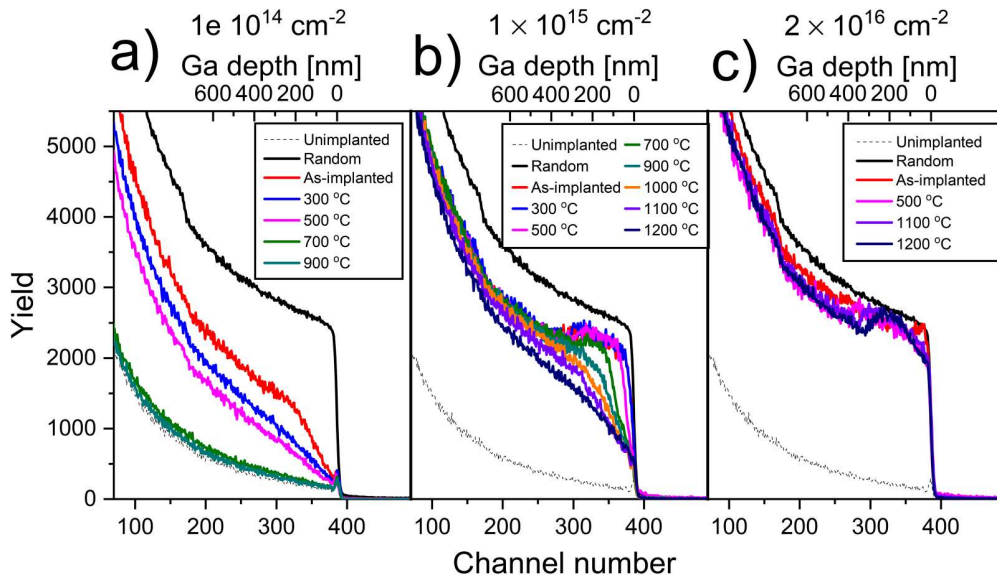 1e 10^14 cm-2
1 × 10^15 cm-2
2 × 10^16 cm-2
a)
b)
c)
Ga depth [nm]
Ga depth [nm]
Ga depth [nm]
600 400 200 0
600 400 200 0
600 400 200 0
Unimplanted
Random
As-implanted
300 °C
500 °C
700 °C
900 °C
Unimplanted
Random
As-implanted
300 °C
500 °C
700 °C
900 °C
1000 °C
1100 °C
1200 °C
Unimplanted
Random
As-implanted
500 °C
1100 °C
1200 °C
Yield
5000
4000
3000
2000
1000
0
100 200 300 400
100 200 300 400
100 200 300 400
Channel number